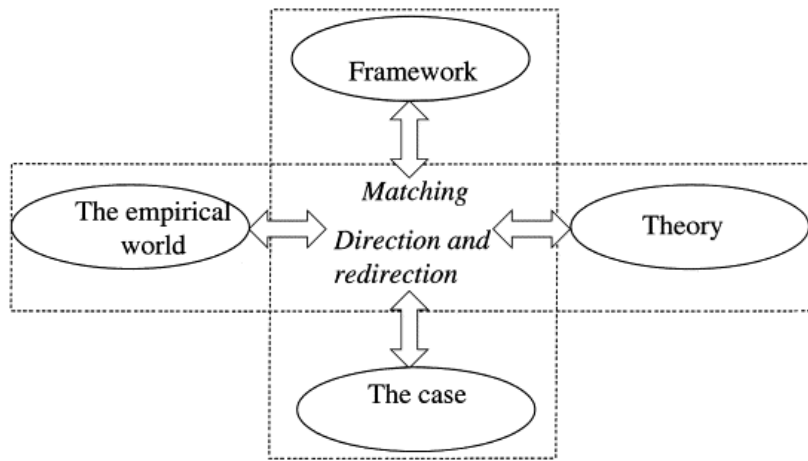 Framework
Matching
The empirical
world
Direction and
redirection
Theory
The case